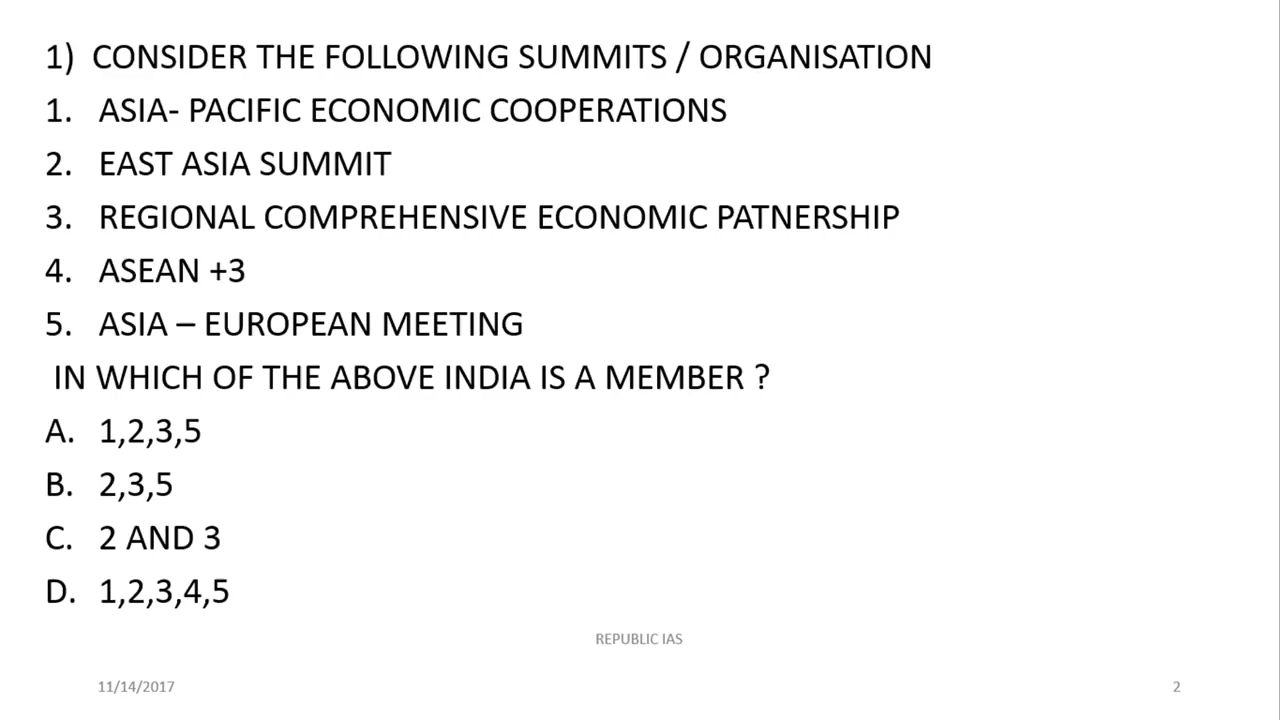 1) CONSIDER THE FOLLOWING SUMMITS / ORGANISATION
1. ASIA- PACIFIC ECONOMIC COOPERATIONS
2. EAST ASIA SUMMIT
3. REGIONAL COMPREHENSIVE ECONOMIC PATNERSHIP
4. ASEAN +3
5. ASIA – EUROPEAN MEETING
IN WHICH OF THE ABOVE INDIA IS A MEMBER ?
A. 1,2,3,5
B. 2,3,5
C. 2 AND 3
D. 1,2,3,4,5
REPUBLIC IAS
11/14/2017 2